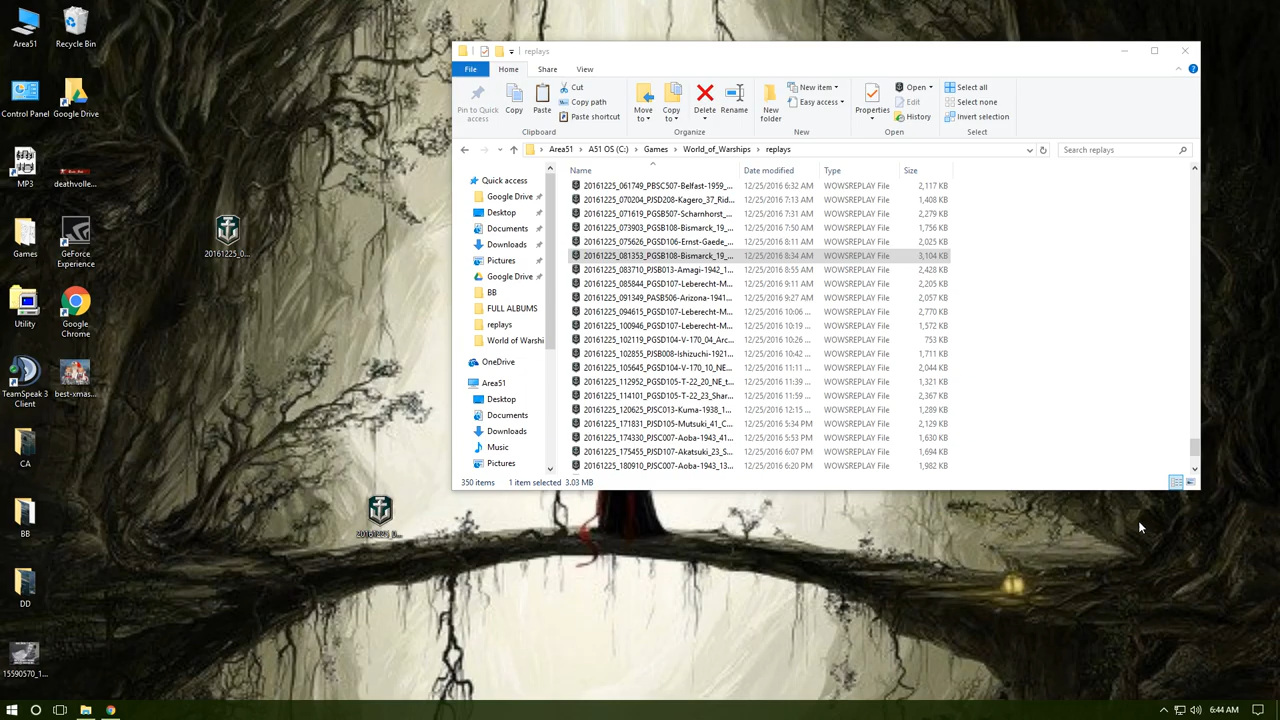 Area51
Recycle Bin
Control Panel
Google Drive
MP3
deathvolle...
Games
GeForce
Experience
20161225_0...
Utility
Google
Chrome
TeamSpeak 3
Client
best-xmas...
CA
BB
DD
15590570_1...
replays
File
Home
Share
View
Pin to Quick
access
Copy
Paste
Cut
Copy path
Paste shortcut
Clipboard
Move
to
Copy
to
Delete
Rename
Organize
New
folder
New item
Easy access
New
Properties
Open
Edit
History
Open
Select all
Select none
Invert selection
Select
Area51 > A51 OS (C:) > Games > World_of_Warships > replays
Search replays
Quick access
Google Drive
Desktop
Documents
Downloads
Pictures
Google Drive
BB
FULL ALBUMS
replays
World of Warshi
OneDrive
Area51
Desktop
Documents
Downloads
Music
Pictures
Name Date modified Type Size
20161225_061749_PBSC507-Belfast-1959_... 12/25/2016 6:32 AM WOWSREPLAY File 2,117 KB
20161225_070204_PJSD208-Kagero_37_Rid... 12/25/2016 7:13 AM WOWSREPLAY File 1,408 KB
20161225_071619_PGSB507-Scharnhorst_... 12/25/2016 7:31 AM WOWSREPLAY File 2,279 KB
20161225_073903_PGSB108-Bismarck_19_... 12/25/2016 7:50 AM WOWSREPLAY File 1,756 KB
20161225_075626_PGSD106-Ernst-Gaede_... 12/25/2016 8:11 AM WOWSREPLAY File 2,025 KB
20161225_081353_PGSB108-Bismarck_19_... 12/25/2016 8:34 AM WOWSREPLAY File 3,104 KB
20161225_083710_PJSB013-Amagi-1942_1... 12/25/2016 8:55 AM WOWSREPLAY File 2,428 KB
20161225_085844_PGSD107-Leberecht-M... 12/25/2016 9:11 AM WOWSREPLAY File 2,205 KB
20161225_091349_PASB506-Arizona-1941... 12/25/2016 9:27 AM WOWSREPLAY File 2,057 KB
20161225_094615_PGSD107-Leberecht-M... 12/25/2016 10:06 ... WOWSREPLAY File 2,770 KB
20161225_100946_PGSD107-Leberecht-M... 12/25/2016 10:19 ... WOWSREPLAY File 1,572 KB
20161225_102119_PGSD104-V-170_04_Arc... 12/25/2016 10:26 ... WOWSREPLAY File 753 KB
20161225_102855_PJSB008-Ishizuchi-1921... 12/25/2016 10:42 ... WOWSREPLAY File 1,711 KB
20161225_105645_PGSD104-V-170_10_NE... 12/25/2016 11:11 ... WOWSREPLAY File 2,044 KB
20161225_112952_PGSD105-T-22_20_NE_t... 12/25/2016 11:39 ... WOWSREPLAY File 1,321 KB
20161225_114101_PGSD105-T-22_23_Shar... 12/25/2016 11:59 ... WOWSREPLAY File 2,367 KB
20161225_120625_PJSC013-Kuma-1938_1... 12/25/2016 12:15 ... WOWSREPLAY File 1,289 KB
20161225_171831_PJSD105-Mutsuki_41_C... 12/25/2016 5:34 PM WOWSREPLAY File 2,129 KB
20161225_174330_PJSC007-Aoba-1943_41... 12/25/2016 5:53 PM WOWSREPLAY File 1,630 KB
20161225_175455_PJSD107-Akatsuki_23_S... 12/25/2016 6:07 PM WOWSREPLAY File 1,694 KB
20161225_180910_PJSC007-Aoba-1943_13... 12/25/2016 6:20 PM WOWSREPLAY File 1,982 KB
350 items 1 item selected 3.03 MB
6:44 AM